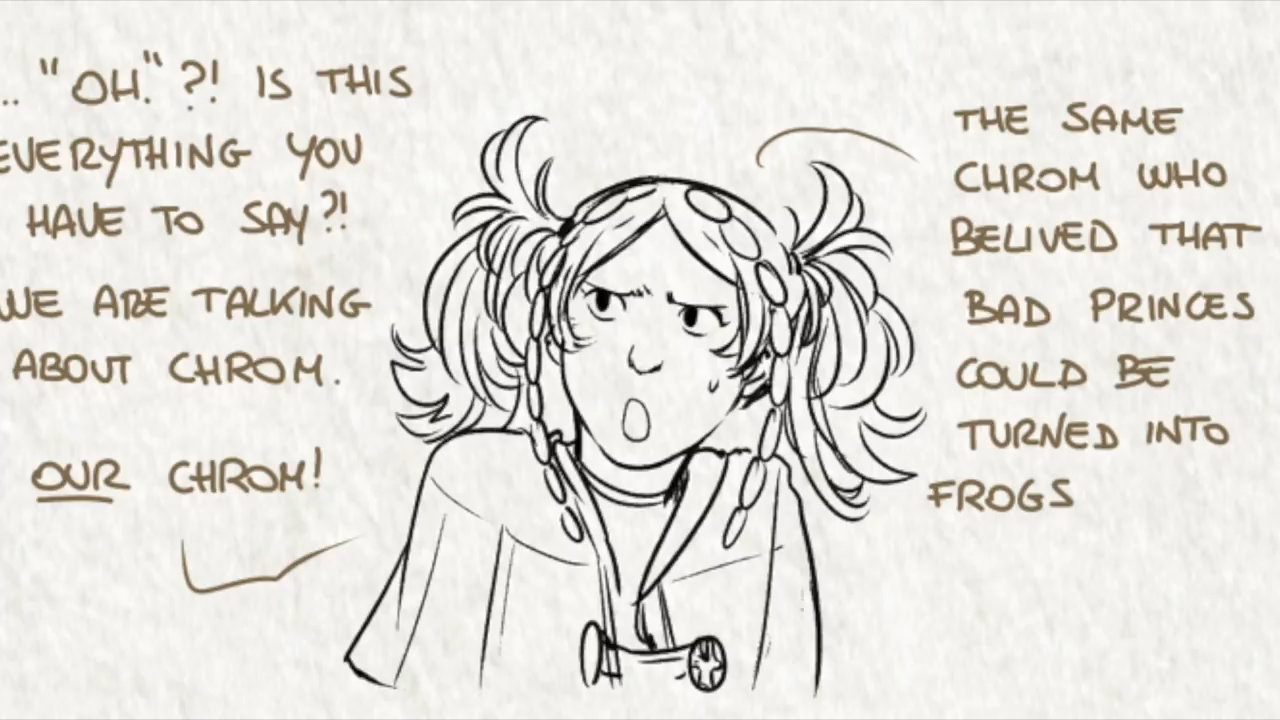 .. "OH." ?! IS THIS
EVERYTHING YOU
HAVE TO SAY?!
WE ARE TALKING
ABOUT CHROM.
OUR CHROM!
THE SAME
CHROM WHO
BELIVED THAT
BAD PRINCES
COULD BE
TURNED INTO
FROGS